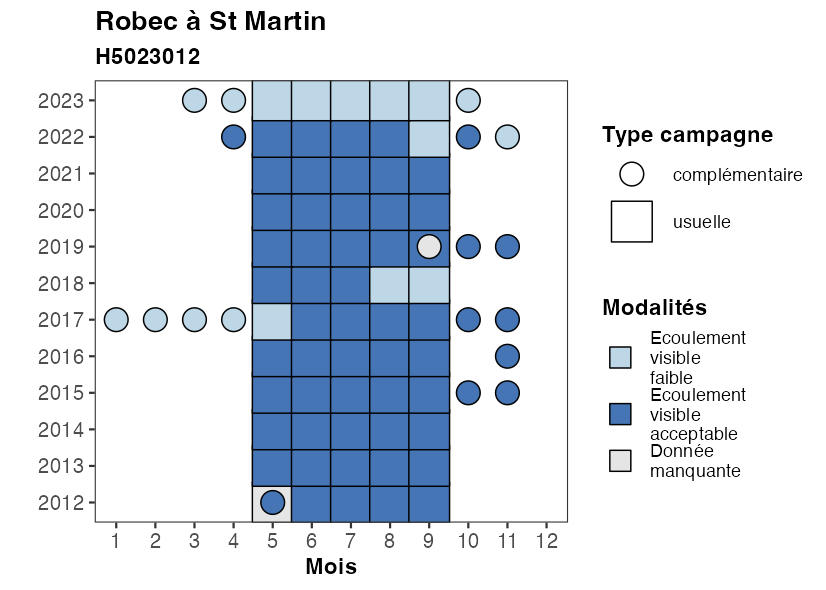 Robec à St Martin
H5023012
2023
2022
2021
2020
2019
2018
2017
2016
2015
2014
2013
2012
1 2 3 4 5 6 7 8 9 10 11 12
Mois
Type campagne
complémentaire
usuelle
Modalités
Ecoulement
visible
faible
Ecoulement
visible
acceptable
Donnée
manquante